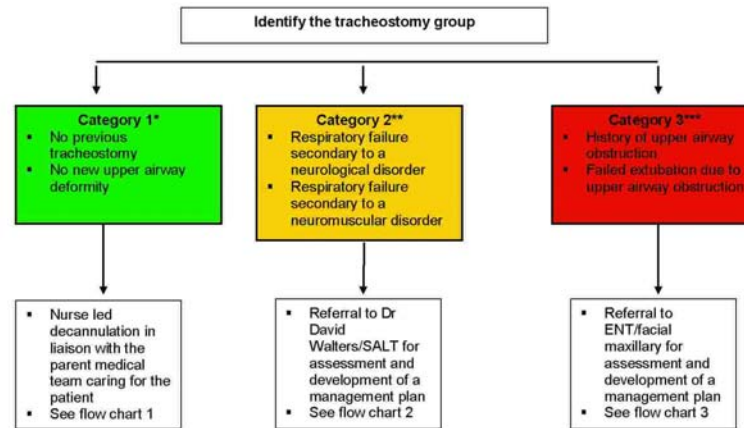 Identify the tracheostomy group
Category 1*
▪ No previous
tracheostomy
▪ No new upper airway
deformity
Category 2**
▪ Respiratory failure
secondary to a
neurological disorder
▪ Respiratory failure
secondary to a
neuromuscular disorder
Category 3***
▪ History of upper airway
obstruction
▪ Failed extubation due to
upper airway obstruction
▪ Nurse led
decannulation in
liaison with the
parent medical
team caring for the
patient
▪ See flow chart 1
▪ Referral to Dr
David
Walters/SALT for
assessment and
development of a
management plan
▪ See flow chart 2
▪ Referral to
ENT/facial
maxillary for
assessment and
development of a
management plan
▪ See flow chart 3